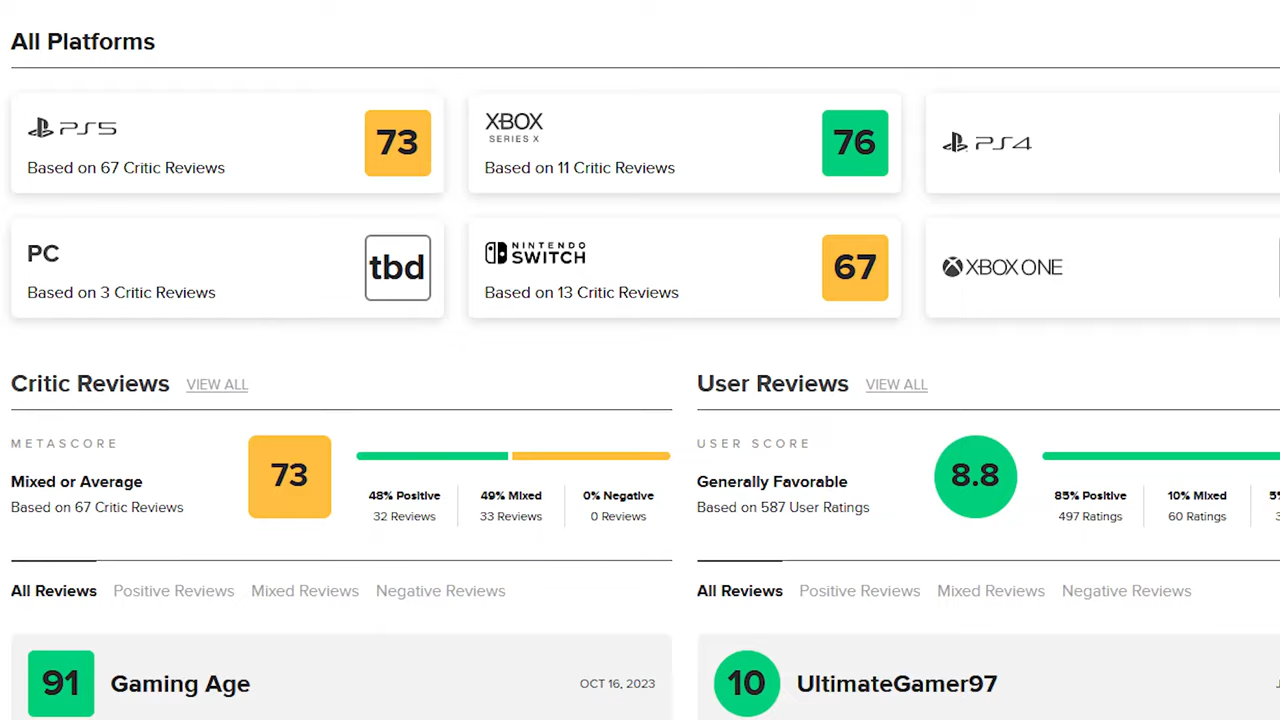 All Platforms
PS5
73
Based on 67 Critic Reviews
XBOX
SERIES X
76
Based on 11 Critic Reviews
PS4
PC
tbd
Based on 3 Critic Reviews
NINTENDO
SWITCH
67
Based on 13 Critic Reviews
XBOX ONE
Critic Reviews VIEW ALL
METASCORE
Mixed or Average
Based on 67 Critic Reviews
73
48% Positive 49% Mixed 0% Negative
32 Reviews 33 Reviews 0 Reviews
All Reviews Positive Reviews Mixed Reviews Negative Reviews
91 Gaming Age OCT 16, 2023
User Reviews VIEW ALL
USER SCORE
Generally Favorable
Based on 587 User Ratings
8.8
85% Positive 10% Mixed
497 Ratings 60 Ratings
All Reviews Positive Reviews Mixed Reviews Negative Reviews
10 UltimateGamer97